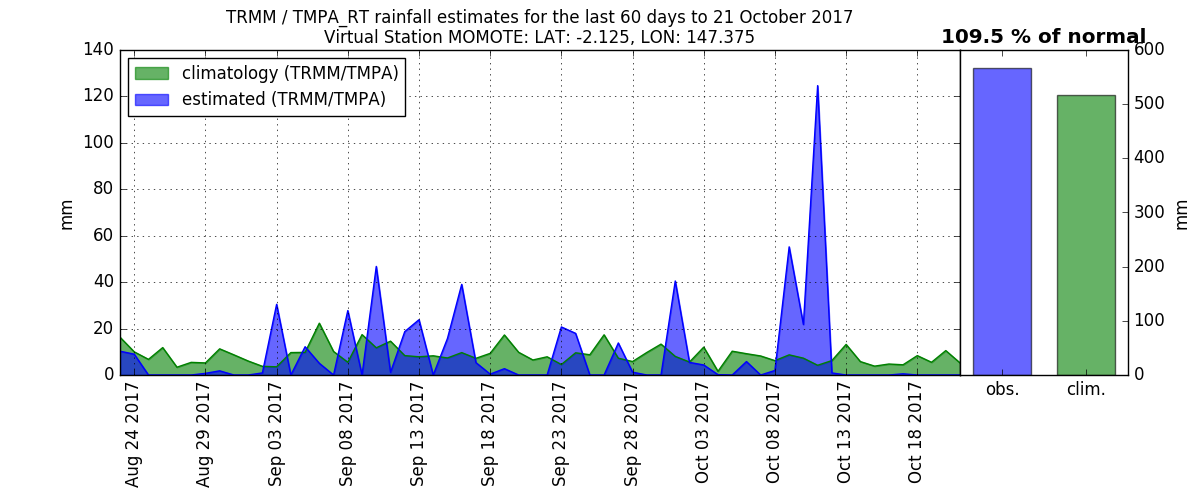 TRMM / TMPA_RT rainfall estimates for the last 60 days to 21 October 2017
Virtual Station MOMOTE: LAT: -2.125, LON: 147.375
109.5 % of normal
climatology (TRMM/TMPA)
estimated (TRMM/TMPA)
mm
140
120
100
80
60
40
20
0
Aug 24 2017
Aug 29 2017
Sep 03 2017
Sep 08 2017
Sep 13 2017
Sep 18 2017
Sep 23 2017
Sep 28 2017
Oct 03 2017
Oct 08 2017
Oct 13 2017
Oct 18 2017
600
500
400
300
200
100
0
mm
obs.
clim.